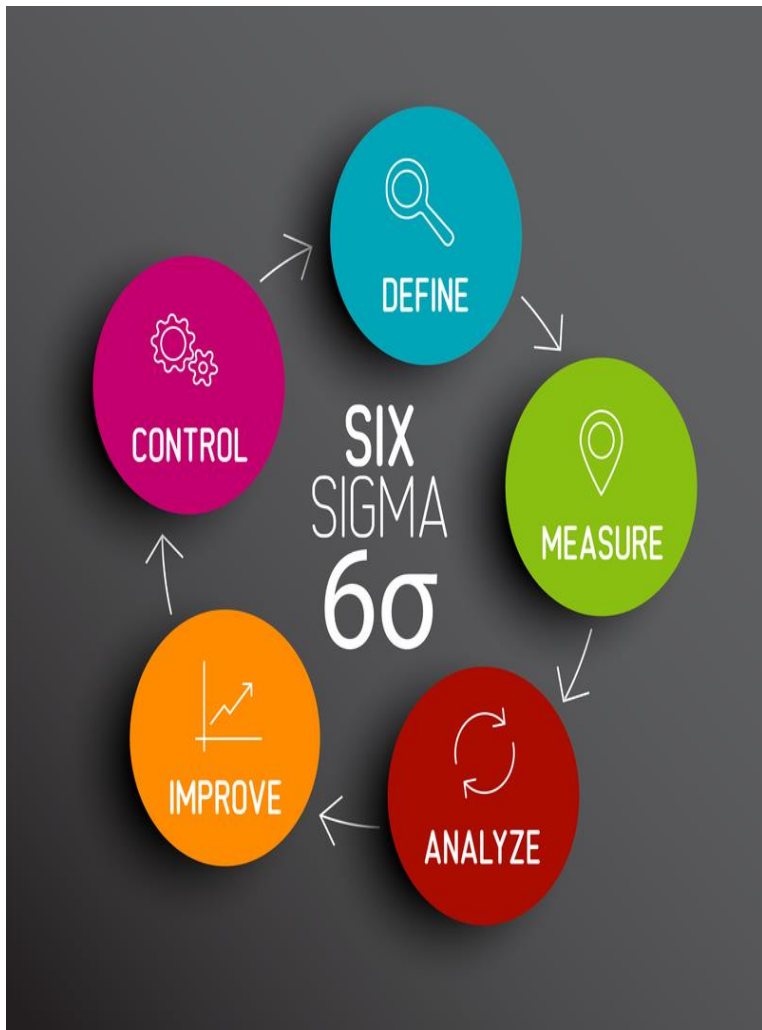 DEFINE
MEASURE
ANALYZE
IMPROVE
CONTROL
SIX
SIGMA
6σ